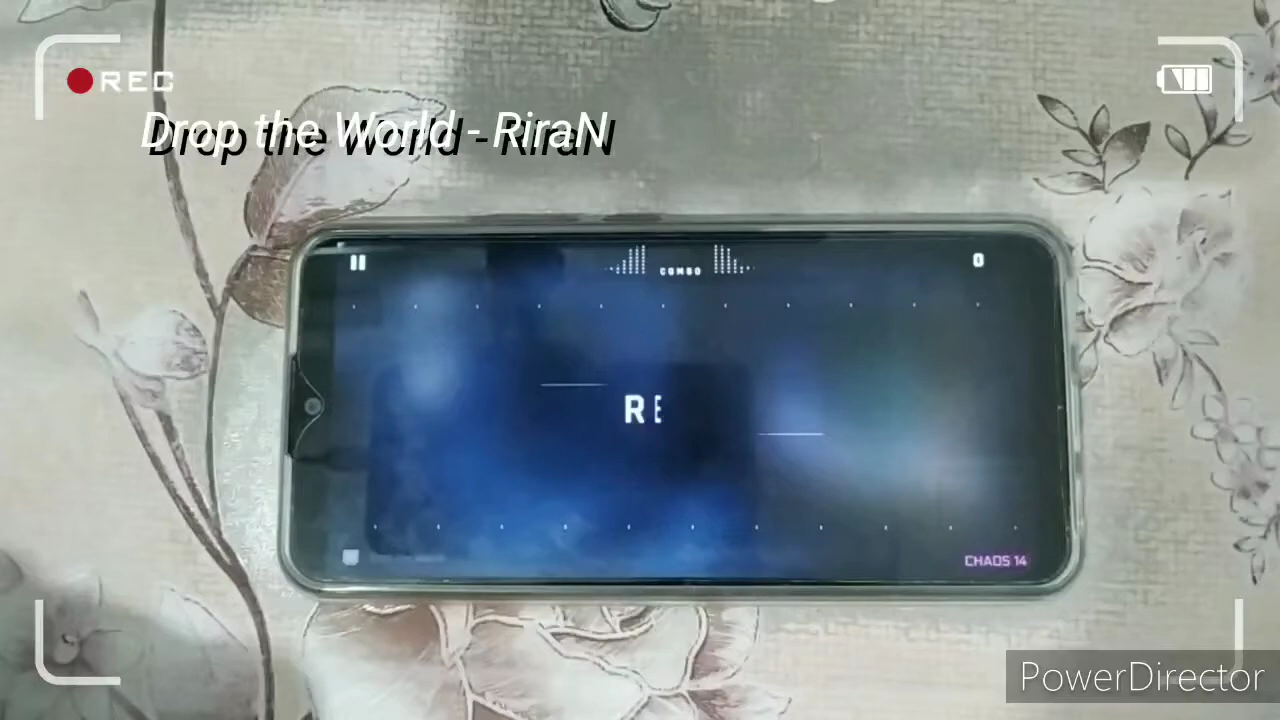 REC
Drop the World - RiraN
COMBO
0
RE
CHAOS 14
PowerDirector